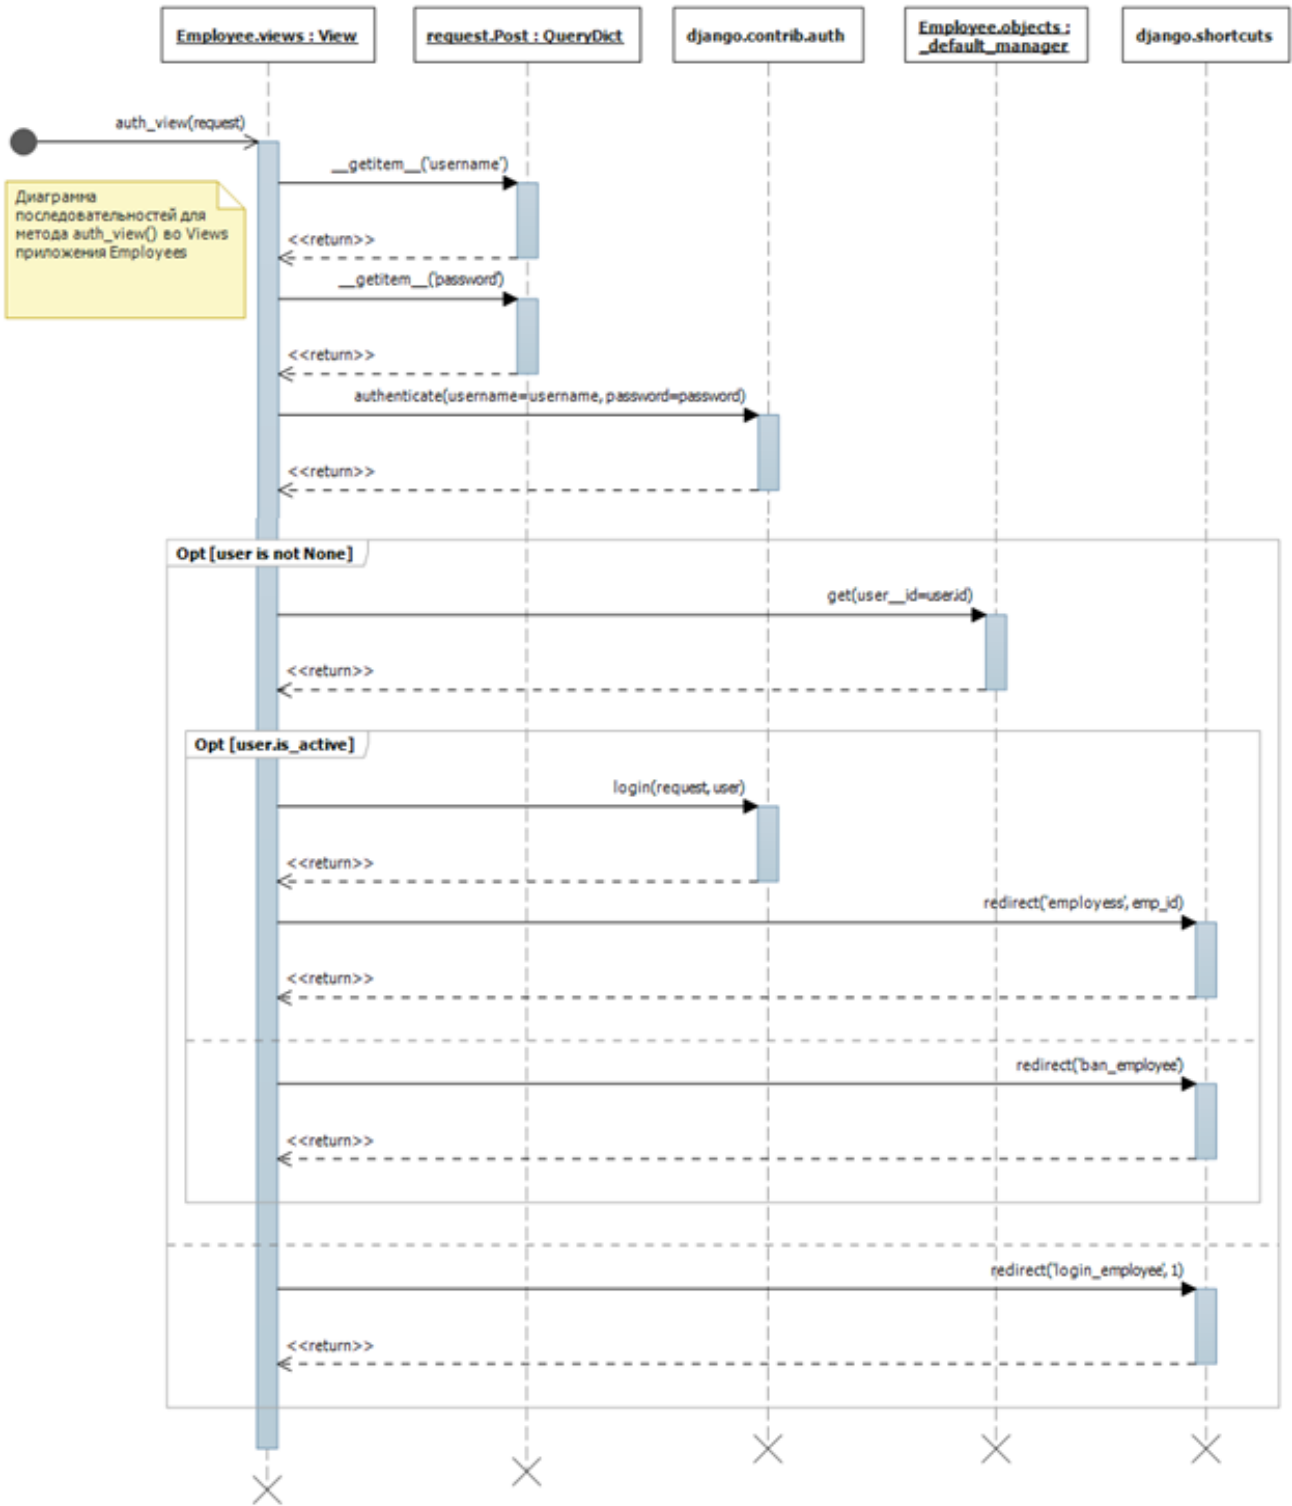 Employee.views : View
request.Post : QueryDict
django.contrib.auth
Employee.objects :
_default_manager
django.shortcuts
auth_view(request)
__getitem__('username')
Диаграмма
последовательностей для
метода auth_view() во Views
приложения Employees
<<return>>
__getitem__('password')
<<return>>
authenticate(username=username, password=password)
<<return>>
Opt [user is not None]
get(user__id=user.id)
<<return>>
Opt [user.is_active]
login(request, user)
<<return>>
redirect('employess', emp_id)
<<return>>
redirect('ban_employee')
<<return>>
redirect('login_employee', 1)
<<return>>